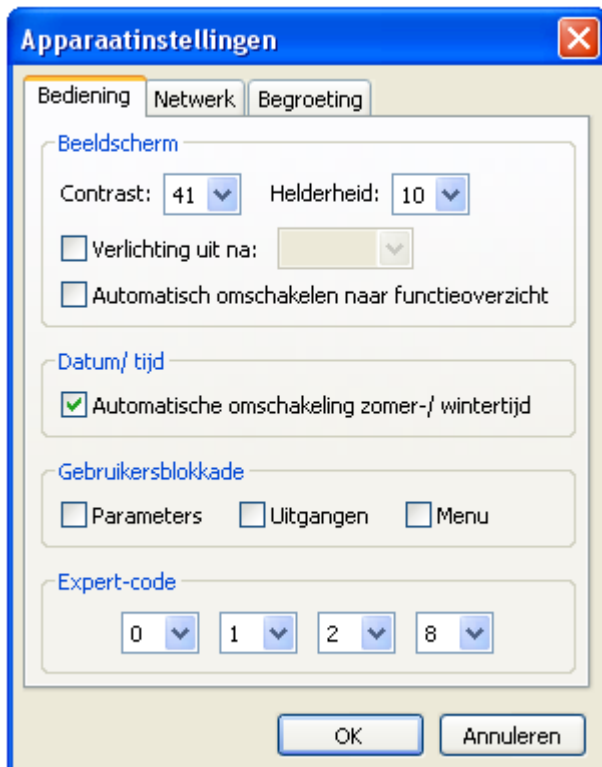 Apparaatinstellingen
Bediening Netwerk Begroeting
Beeldscherm
Contrast: 41 Helderheid: 10
Verlichting uit na:
Automatisch omschakelen naar functieoverzicht
Datum/ tijd
Automatische omschakeling zomer-/ wintertijd
Gebruikersblokkade
Parameters Uitgangen Menu
Expert-code
0 1 2 8
OK Annuleren